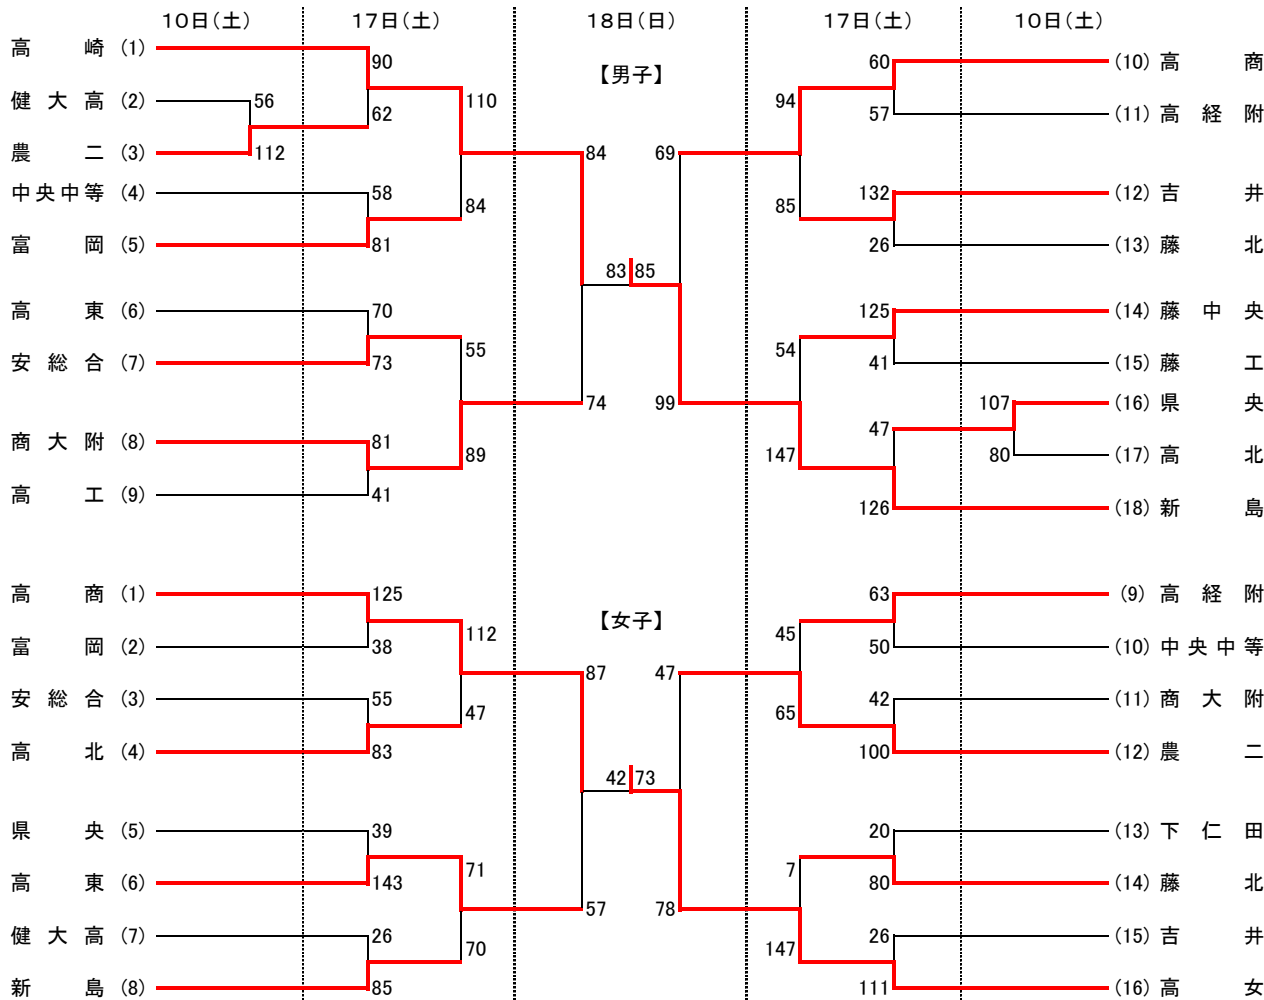 10日(土) 17日(土) 18日(日) 17日(土) 10日(土)
高崎 (1) 90 60 (10) 高商
【男子】
健大高 (2) 56 62 110 94 57 (11) 高経附
農二 (3) 112 84 69
中央中等 (4) 58 84 85 132 (12) 吉井
富岡 (5) 81 26 (13) 藤北
83 85
高東 (6) 70 125 (14) 藤中央
安総合 (7) 73 55 54 41 (15) 藤工
74 99 107 (16) 県央
商大附 (8) 81 89 147 47 80 (17) 高北
高工 (9) 41 126 (18) 新島
高商 (1) 125 63 (9) 高経附
【女子】
富岡 (2) 38 112 45 50 (10) 中央中等
87 47
安総合 (3) 55 47 65 42 (11) 商大附
高北 (4) 83 100 (12) 農二
42 73
県央 (5) 39 20 (13) 下仁田
71 7
高東 (6) 143 80 (14) 藤北
57 78
健大高 (7) 26 70 147 26 (15) 吉井
新島 (8) 85 111 (16) 高女